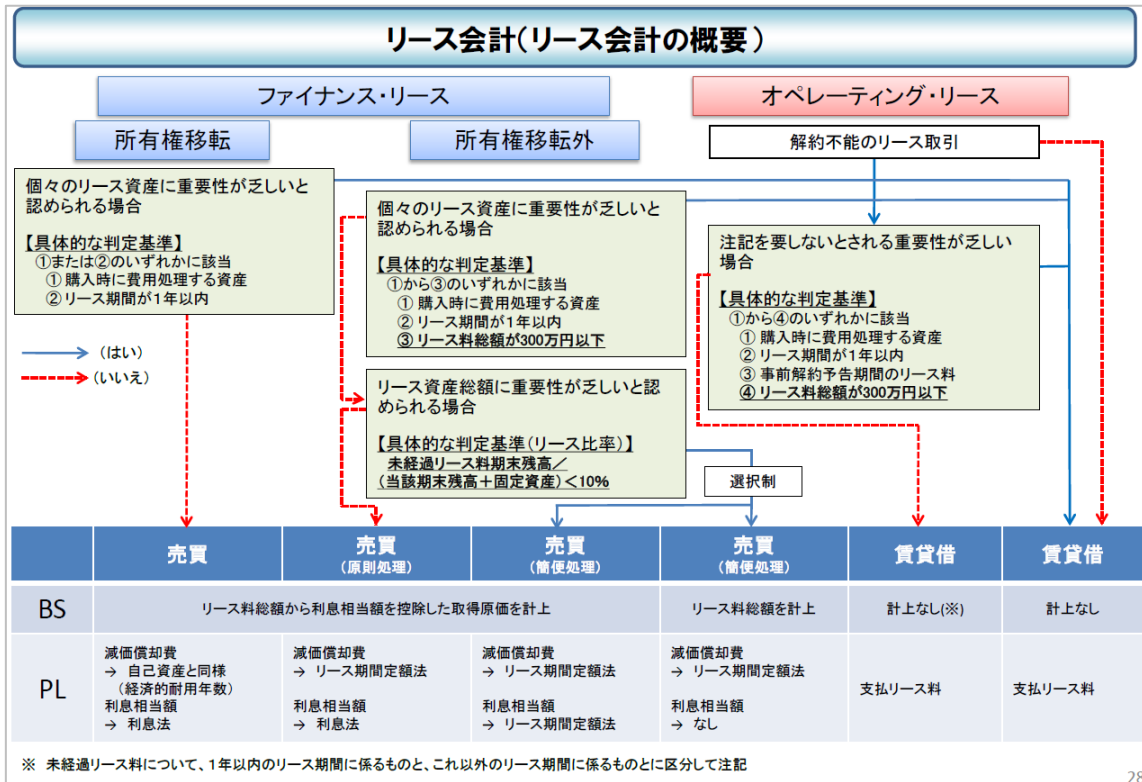 リース会計(リース会計の概要)
ファイナンス・リース
オペレーティング・リース
所有権移転
所有権移転外
解約不能のリース取引
個々のリース資産に重要性が乏しいと
認められる場合
【具体的な判定基準】
①または②のいずれかに該当
① 購入時に費用処理する資産
② リース期間が1年以内
個々のリース資産に重要性が乏しいと
認められる場合
【具体的な判定基準】
①から③のいずれかに該当
① 購入時に費用処理する資産
② リース期間が1年以内
③ リース料総額が300万円以下
注記を要しないとされる重要性が乏しい
場合
【具体的な判定基準】
①から④のいずれかに該当
① 購入時に費用処理する資産
② リース期間が1年以内
③ 事前解約予告期間のリース料
④ リース料総額が300万円以下
(はい)
(いいえ)
リース資産総額に重要性が乏しいと認
められる場合
【具体的な判定基準(リース比率)】
未経過リース料期末残高/
(当該期末残高+固定資産)<10%
選択制
売買
売買
(原則処理)
売買
(簡便処理)
売買
(簡便処理)
賃貸借
賃貸借
BS
リース料総額から利息相当額を控除した取得原価を計上
リース料総額を計上
計上なし(※)
計上なし
PL
減価償却費
→ 自己資産と同様
(経済的耐用年数)
利息相当額
→ 利息法
減価償却費
→ リース期間定額法
利息相当額
→ 利息法
減価償却費
→ リース期間定額法
利息相当額
→ リース期間定額法
減価償却費
→ リース期間定額法
利息相当額
→ なし
支払リース料
支払リース料
※ 未経過リース料について、1年以内のリース期間に係るものと、これ以外のリース期間に係るものとに区分して注記
28